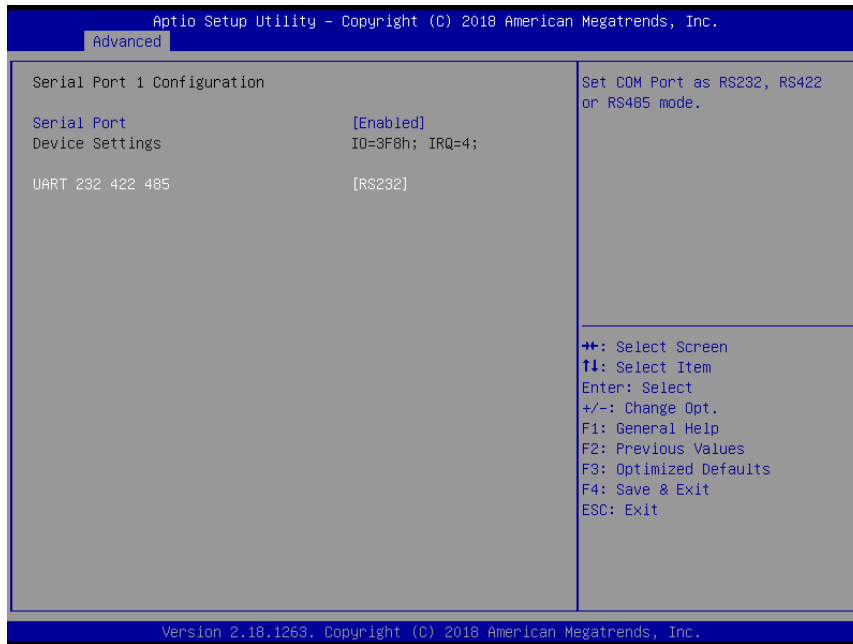 Aptio Setup Utility – Copyright (C) 2018 American Megatrends, Inc.
Advanced
Serial Port 1 Configuration
Serial Port [Enabled]
Device Settings IO=3F8h; IRQ=4;
UART 232 422 485 [RS232]
Set COM Port as RS232, RS422
or RS485 mode.
→←: Select Screen
↑↓: Select Item
Enter: Select
+/-: Change Opt.
F1: General Help
F2: Previous Values
F3: Optimized Defaults
F4: Save & Exit
ESC: Exit
Version 2.18.1263. Copyright (C) 2018 American Megatrends, Inc.